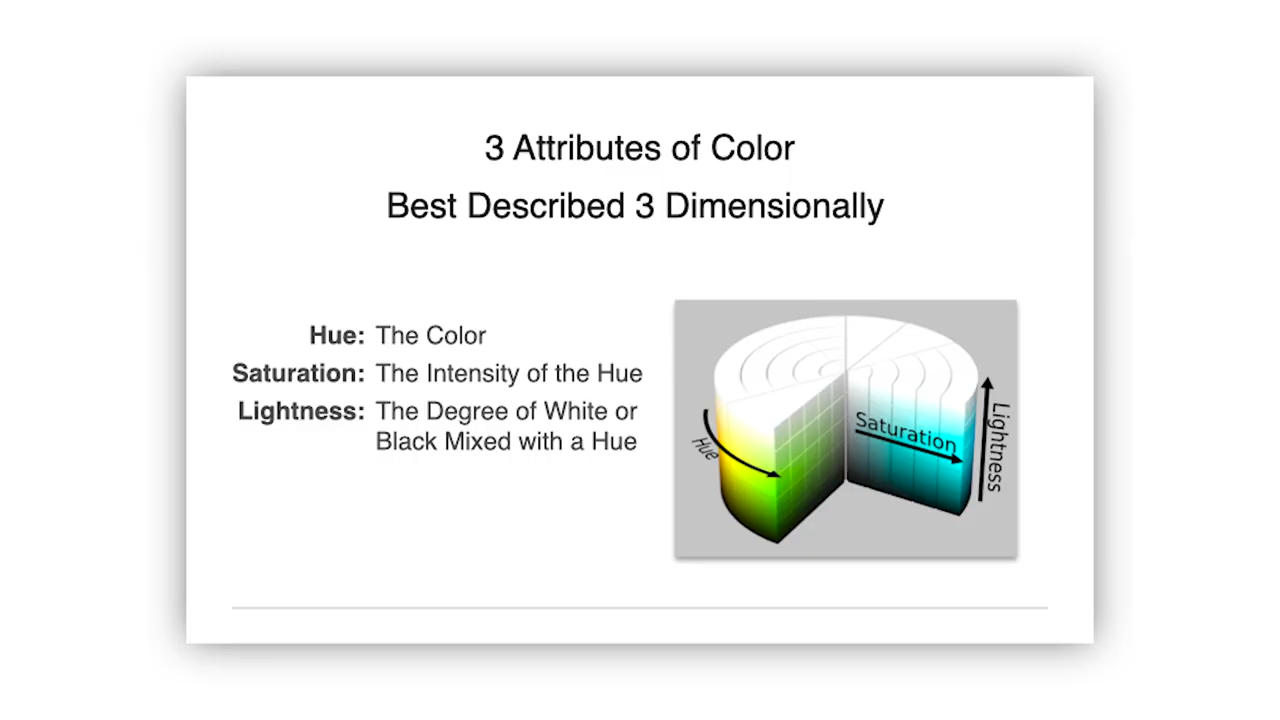 3 Attributes of Color
Best Described 3 Dimensionally
Hue: The Color
Saturation: The Intensity of the Hue
Lightness: The Degree of White or
Black Mixed with a Hue
Hue
Saturation
Lightness